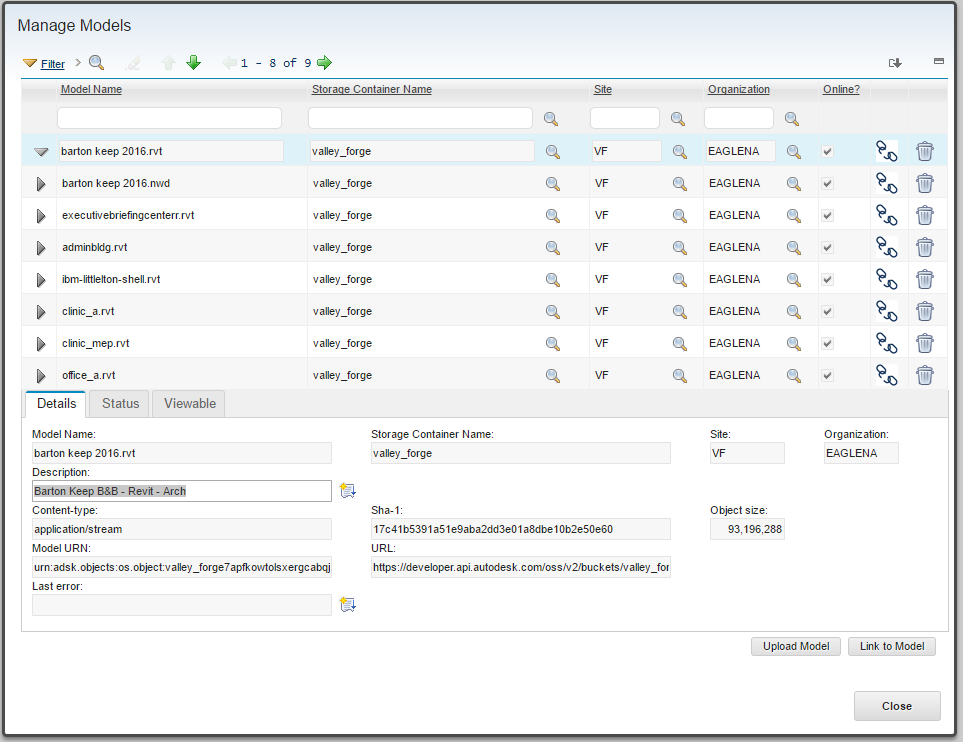 Manage Models
Filter 1 - 8 of 9
Model Name Storage Container Name Site Organization Online?
barton keep 2016.rvt valley_forge VF EAGLENA
barton keep 2016.nwd valley_forge VF EAGLENA
executivebriefingcenterr.rvt valley_forge VF EAGLENA
adminbldg.rvt valley_forge VF EAGLENA
ibm-littlelton-shell.rvt valley_forge VF EAGLENA
clinic_a.rvt valley_forge VF EAGLENA
clinic_mep.rvt valley_forge VF EAGLENA
office_a.rvt valley_forge VF EAGLENA
Details Status Viewable
Model Name: Storage Container Name: Site: Organization:
barton keep 2016.rvt valley_forge VF EAGLENA
Description:
Barton Keep B&B - Revit - Arch
Content-type: Sha-1: Object size:
application/stream 17c41b5391a51e9aba2dd3e01a8dbe10b2e50e60 93,196,288
Model URN: URL:
urn:adsk.objects:os.object:valley_forge7apfkowtolsxergcabqj https://developer.api.autodesk.com/oss/v2/buckets/valley_for
Last error:
Upload Model Link to Model
Close